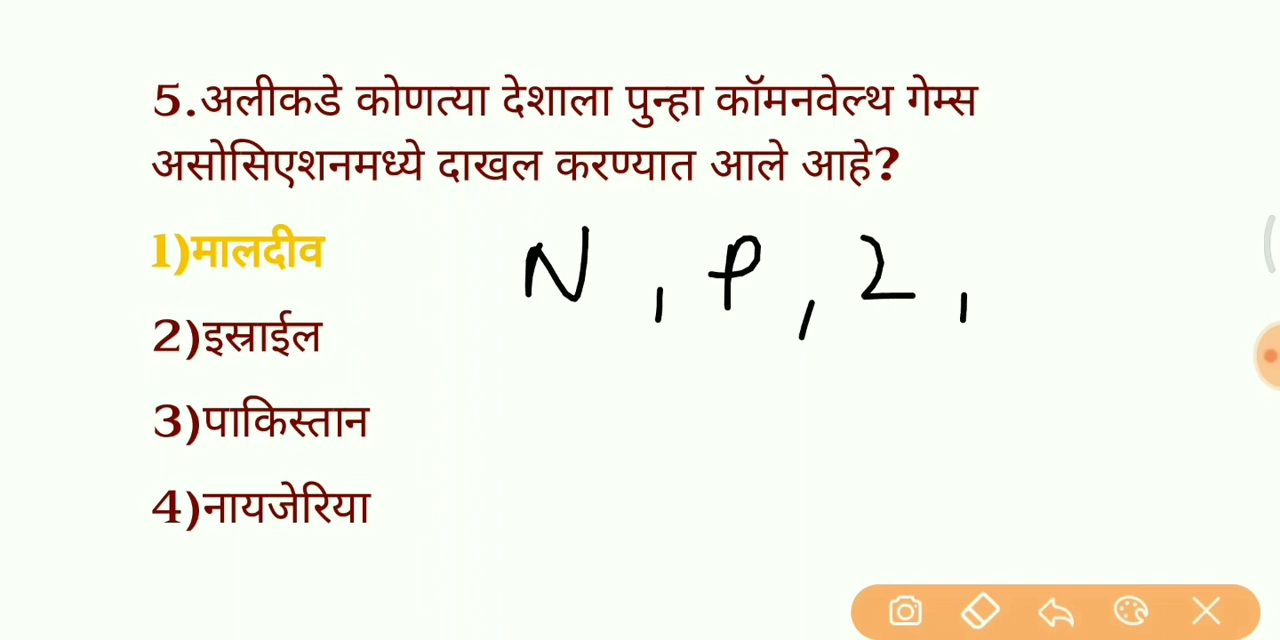 5.अलीकडे कोणत्या देशाला पुन्हा कॉमनवेल्थ गेम्स
असोसिएशनमध्ये दाखल करण्यात आले आहे?
1)मालदीव
N , P , 2 ,
2)इस्राईल
3)पाकिस्तान
4)नायजेरिया